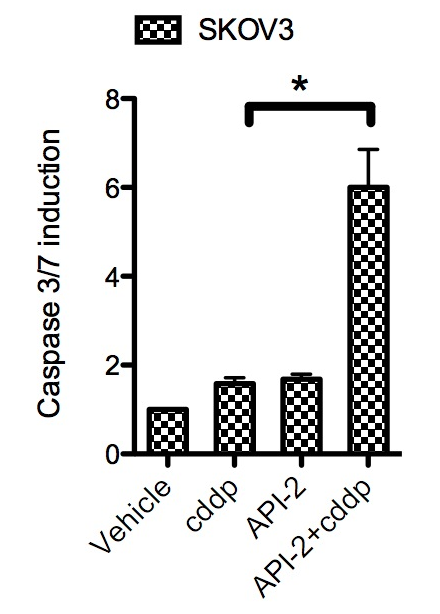 SKOV3
*
Caspase 3/7 induction
8
6
4
2
0
Vehicle
cddp
API-2
API-2+cddp